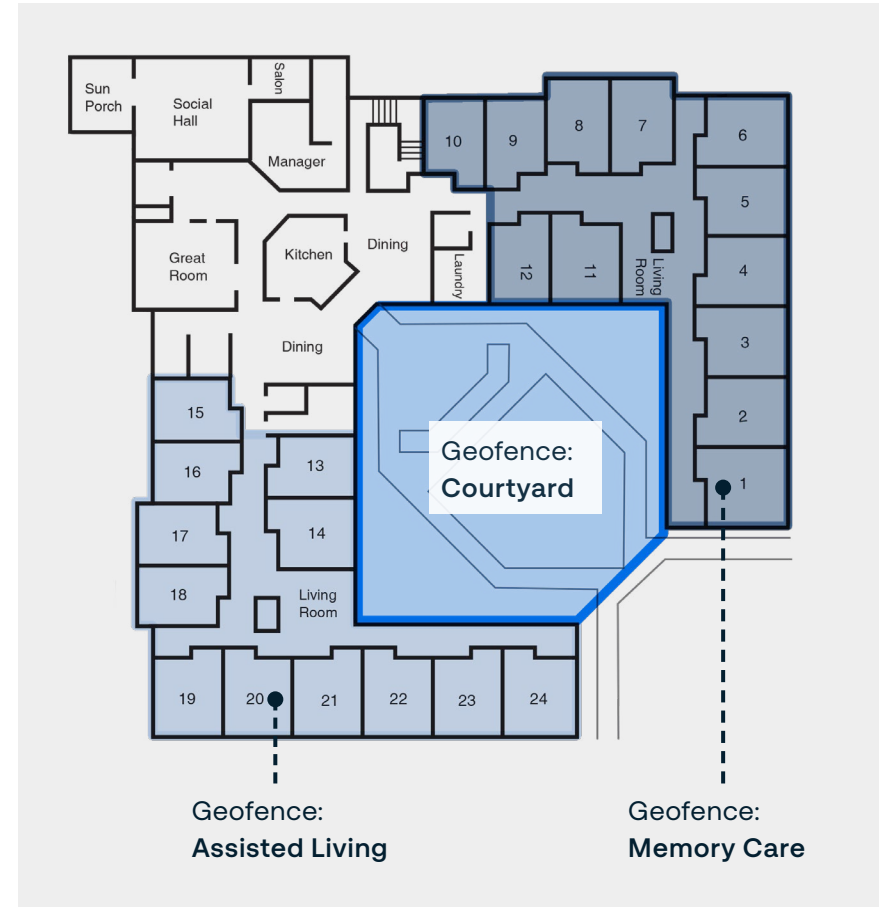 Sun
Porch
Social
Hall
Salon
Manager
10
9
8
7
6
5
4
3
2
1
12
11
Living
Room
Great
Room
Kitchen
Dining
Laundry
Dining
Geofence:
Courtyard
15
16
17
18
13
14
Living
Room
19
20
21
22
23
24
Geofence:
Assisted Living
Geofence:
Memory Care